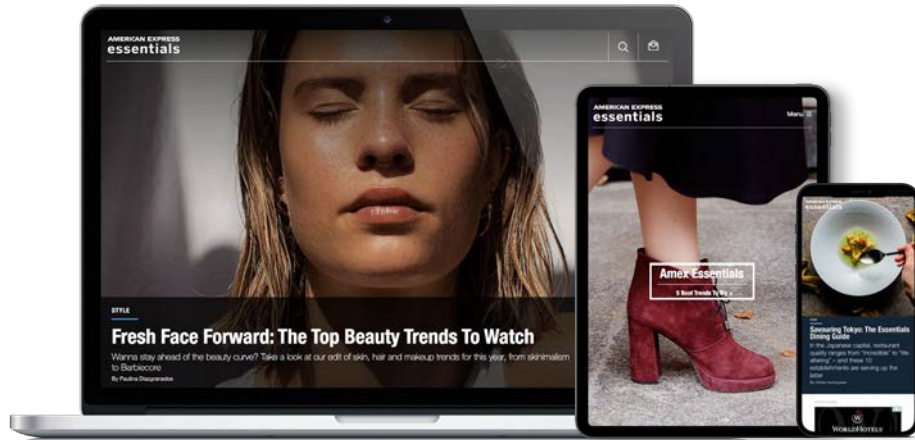 AMERICAN EXPRESS
essentials
STYLE
Fresh Face Forward: The Top Beauty Trends To Watch
Wanna stay ahead of the beauty curve? Take a look at our edit of skin, hair and makeup trends for this year, from skinimalism
to Barbiecore
By Paulina Diazgranados
AMERICAN EXPRESS
essentials
Menu
Amex Essentials
5 Boot Trends To Try
AMERICAN EXPRESS
essentials
Savouring Tokyo: The Essentials
Dining Guide
In the Japanese capital, restaurant
quality ranges from "incredible" to "life
altering" – and these 10
establishments are serving up the
latter
WORLDHOTELS